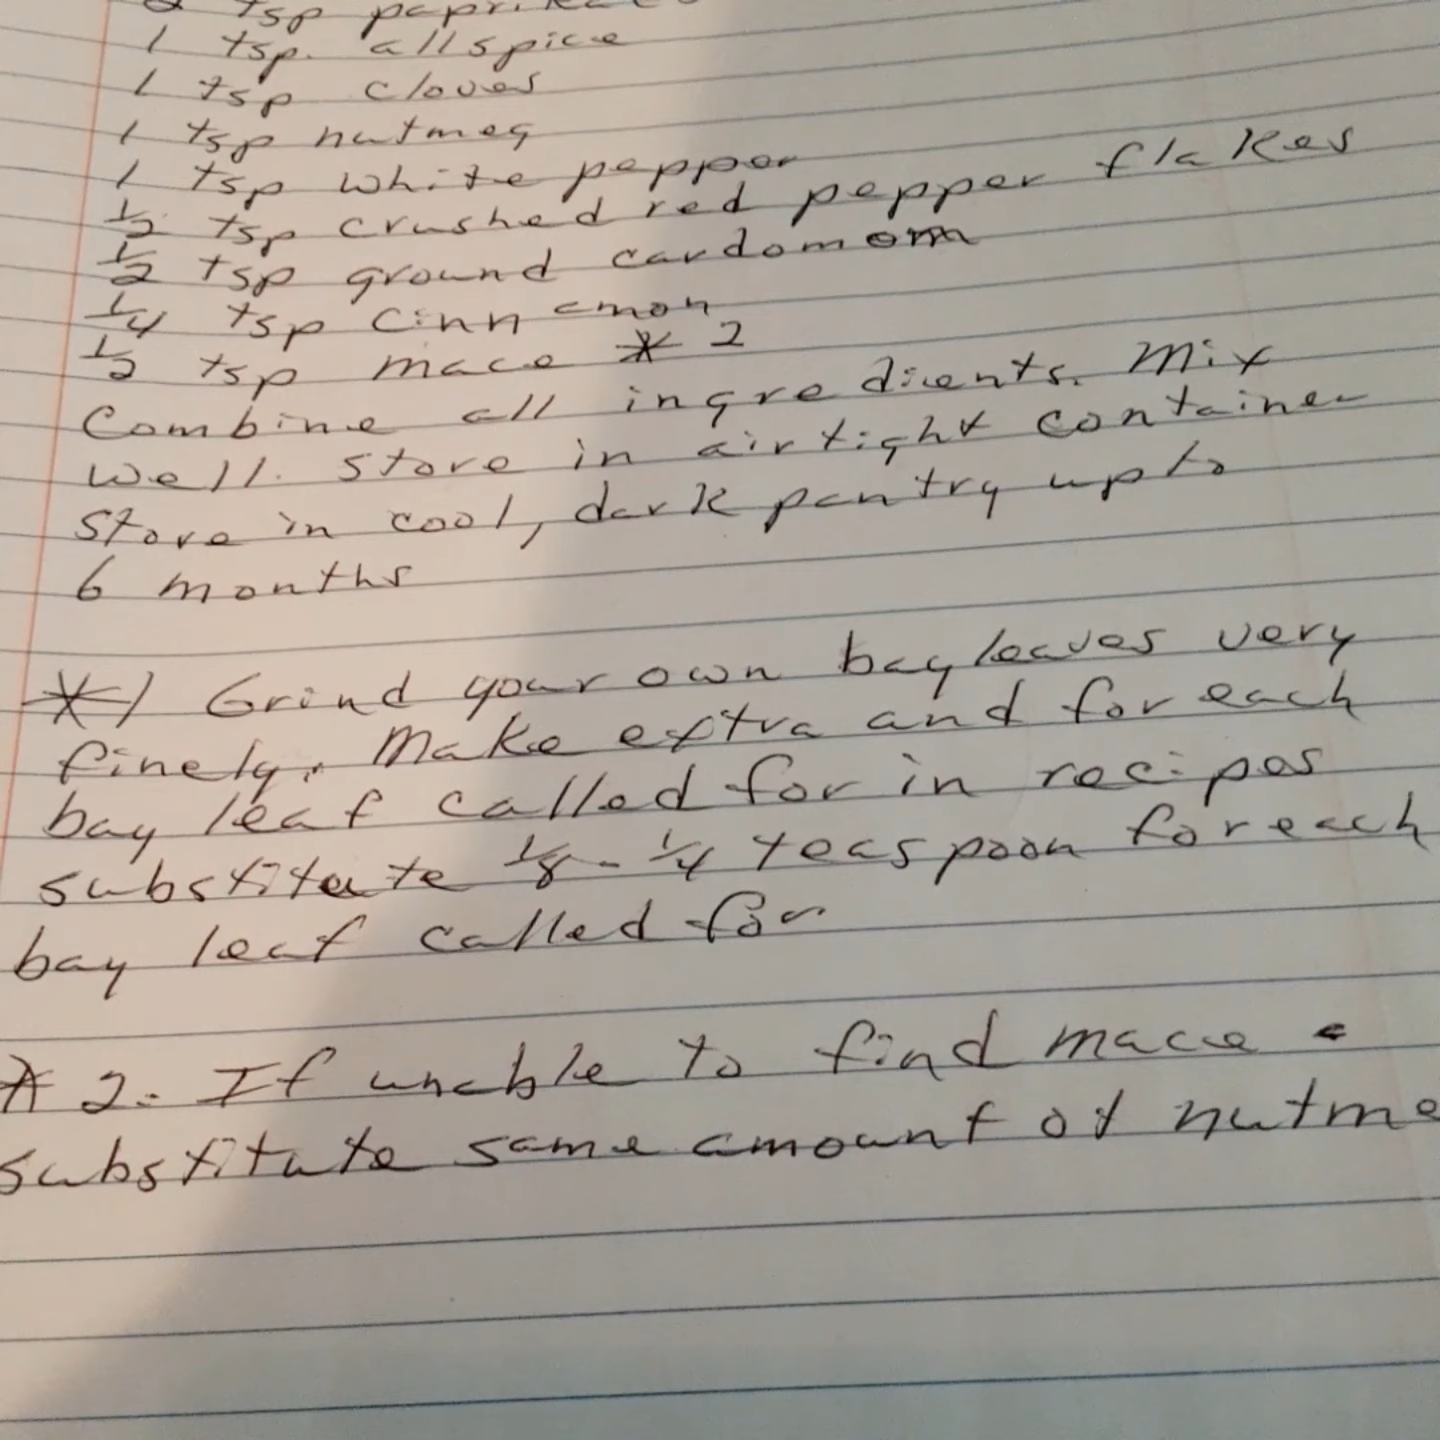 tsp paprika
1 tsp. allspice
1 tsp cloves
1 tsp nutmeg
1 tsp white pepper
1/2 tsp crushed red pepper flakes
1/2 tsp ground cardomom
1/4 tsp cinnamon
1/2 tsp mace * 2
Combine all ingredients. Mix
well. Store in airtight container
store in cool, dark pantry up to
6 months
*1 Grind your own bay leaves very
finely. Make extra and for each
bay leaf called for in recipes
substitute 1/8 - 1/4 teaspoon for each
bay leaf called for
* 2. If unable to find mace -
substitute same amount of nutme